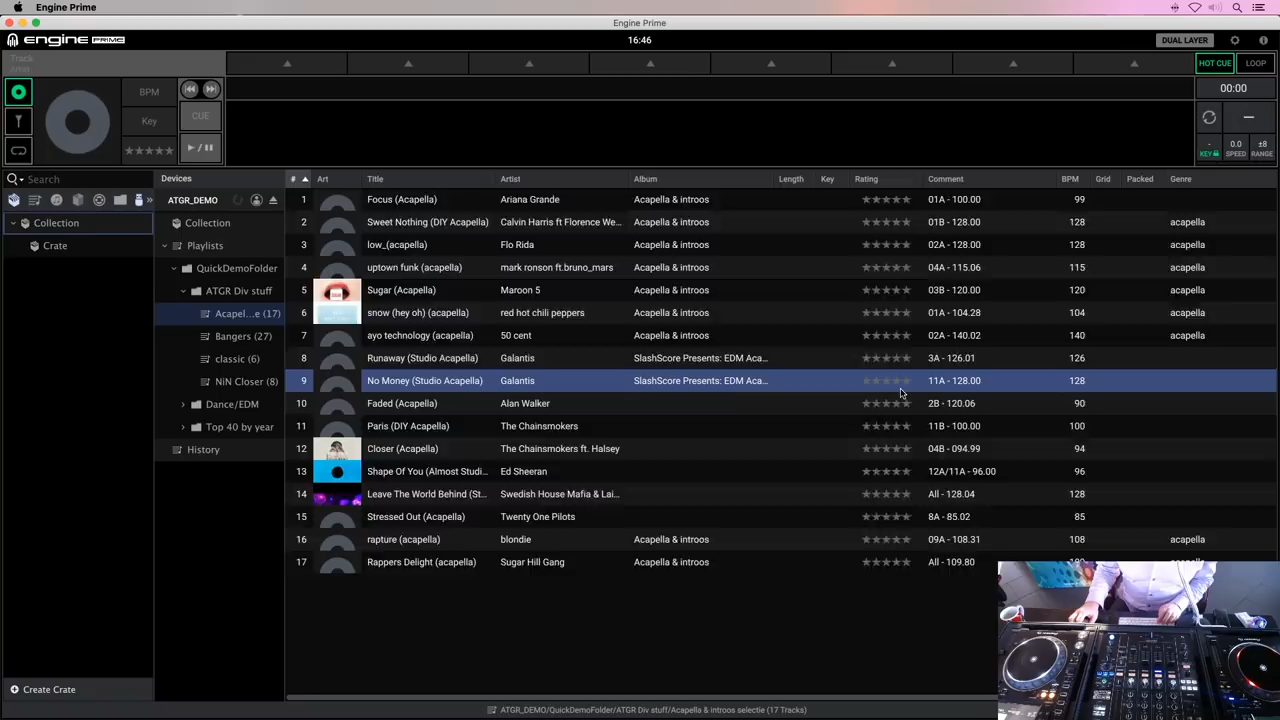 Engine Prime
Engine Prime
engine PRIME
16:46
DUAL LAYER
Track
Artist
HOT CUE
LOOP
BPM
Key
CUE
00:00
-
KEY
0.0
SPEED
±8
RANGE
Search
Devices
ATGR_DEMO
Collection
Crate
Collection
Playlists
QuickDemoFolder
ATGR Div stuff
Acapel...e (17)
Bangers (27)
classic (6)
NiN Closer (8)
Dance/EDM
Top 40 by year
History
# Art Title Artist Album Length Key Rating Comment BPM Grid Packed Genre
1 Focus (Acapella) Ariana Grande Acapella & introos 01A - 100.00 99
2 Sweet Nothing (DIY Acapella) Calvin Harris ft Florence We... Acapella & introos 01B - 128.00 128 acapella
3 low_(acapella) Flo Rida Acapella & introos 02A - 128.00 128 acapella
4 uptown funk (acapella) mark ronson ft.bruno_mars Acapella & introos 04A - 115.06 115 acapella
5 Sugar (Acapella) Maroon 5 Acapella & introos 03B - 120.00 120 acapella
6 snow (hey oh) (acapella) red hot chili peppers Acapella & introos 01A - 104.28 104 acapella
7 ayo technology (acapella) 50 cent Acapella & introos 02A - 140.02 140 acapella
8 Runaway (Studio Acapella) Galantis SlashScore Presents: EDM Aca... 3A - 126.01 126
9 No Money (Studio Acapella) Galantis SlashScore Presents: EDM Aca... 11A - 128.00 128
10 Faded (Acapella) Alan Walker 2B - 120.06 90
11 Paris (DIY Acapella) The Chainsmokers 11B - 100.00 100
12 Closer (Acapella) The Chainsmokers ft. Halsey 04B - 094.99 94
13 Shape Of You (Almost Studi... Ed Sheeran 12A/11A - 96.00 96
14 Leave The World Behind (St... Swedish House Mafia & Lai... All - 128.04 128
15 Stressed Out (Acapella) Twenty One Pilots 8A - 85.02 85
16 rapture (acapella) blondie Acapella & introos 09A - 108.31 108 acapella
17 Rappers Delight (acapella) Sugar Hill Gang Acapella & introos All - 109.80 acapella
Create Crate
ATGR_DEMO/QuickDemoFolder/ATGR Div stuff/Acapella & introos selectie (17 Tracks)